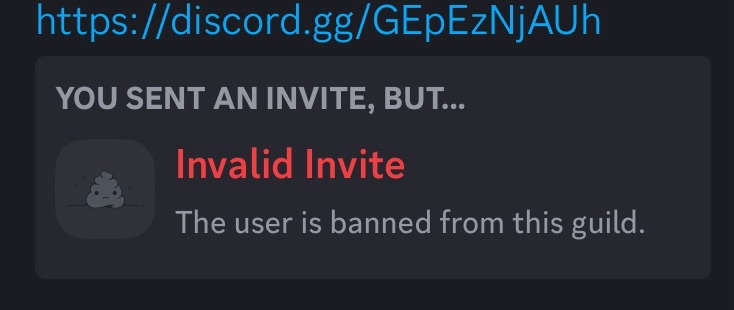 https://discord.gg/GEpEzNjAUh
YOU SENT AN INVITE, BUT...
Invalid Invite
The user is banned from this guild.